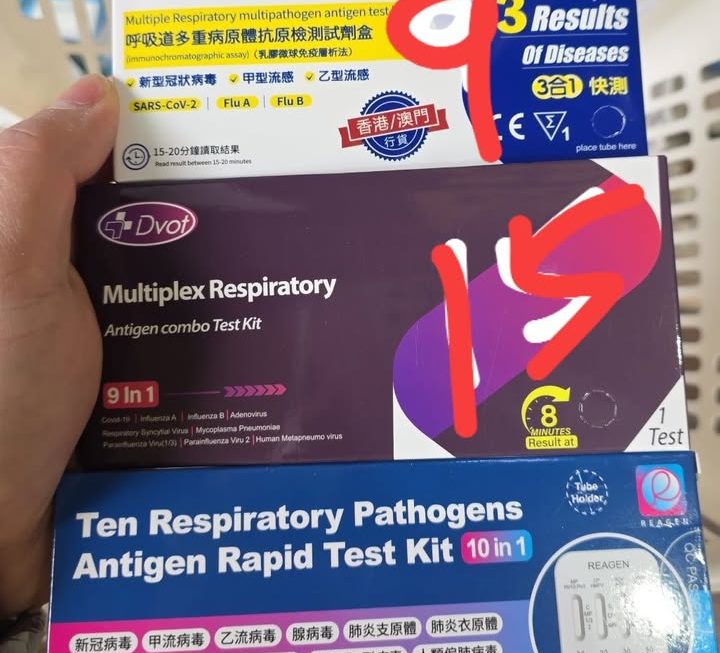 Multiple Respiratory multipathogen antigen test
呼吸道多重病原體抗原檢測試劑盒
(immunochromatographic assay) (乳膠微球免疫層析法)
新型冠狀病毒 甲型流感 乙型流感
SARS-CoV-2 | Flu A | Flu B
香港/澳門
行貨
15-20分鐘讀取結果
Read result between 15-20 minutes
9
3 Results
Of Diseases
3合1 快測
CE Σ 1
place tube here
Dvot
Multiplex Respiratory
Antigen combo Test Kit
9 In 1
Covid-19 | Influenza A | Influenza B | Adenovirus
Respiratory Syncytial Virus | Mycoplasma Pneumoniae
Parainfluenza Viru(1/3) | Parainfluenza Viru 2 | Human Metapneumo virus
15
8
MINUTES
Result at
1
Test
Ten Respiratory Pathogens
Antigen Rapid Test Kit 10 in 1
Tube
Holder
REAGEN
REAGEN
新冠病毒 甲流病毒 乙流病毒 腺病毒 肺炎支原體 肺炎衣原體